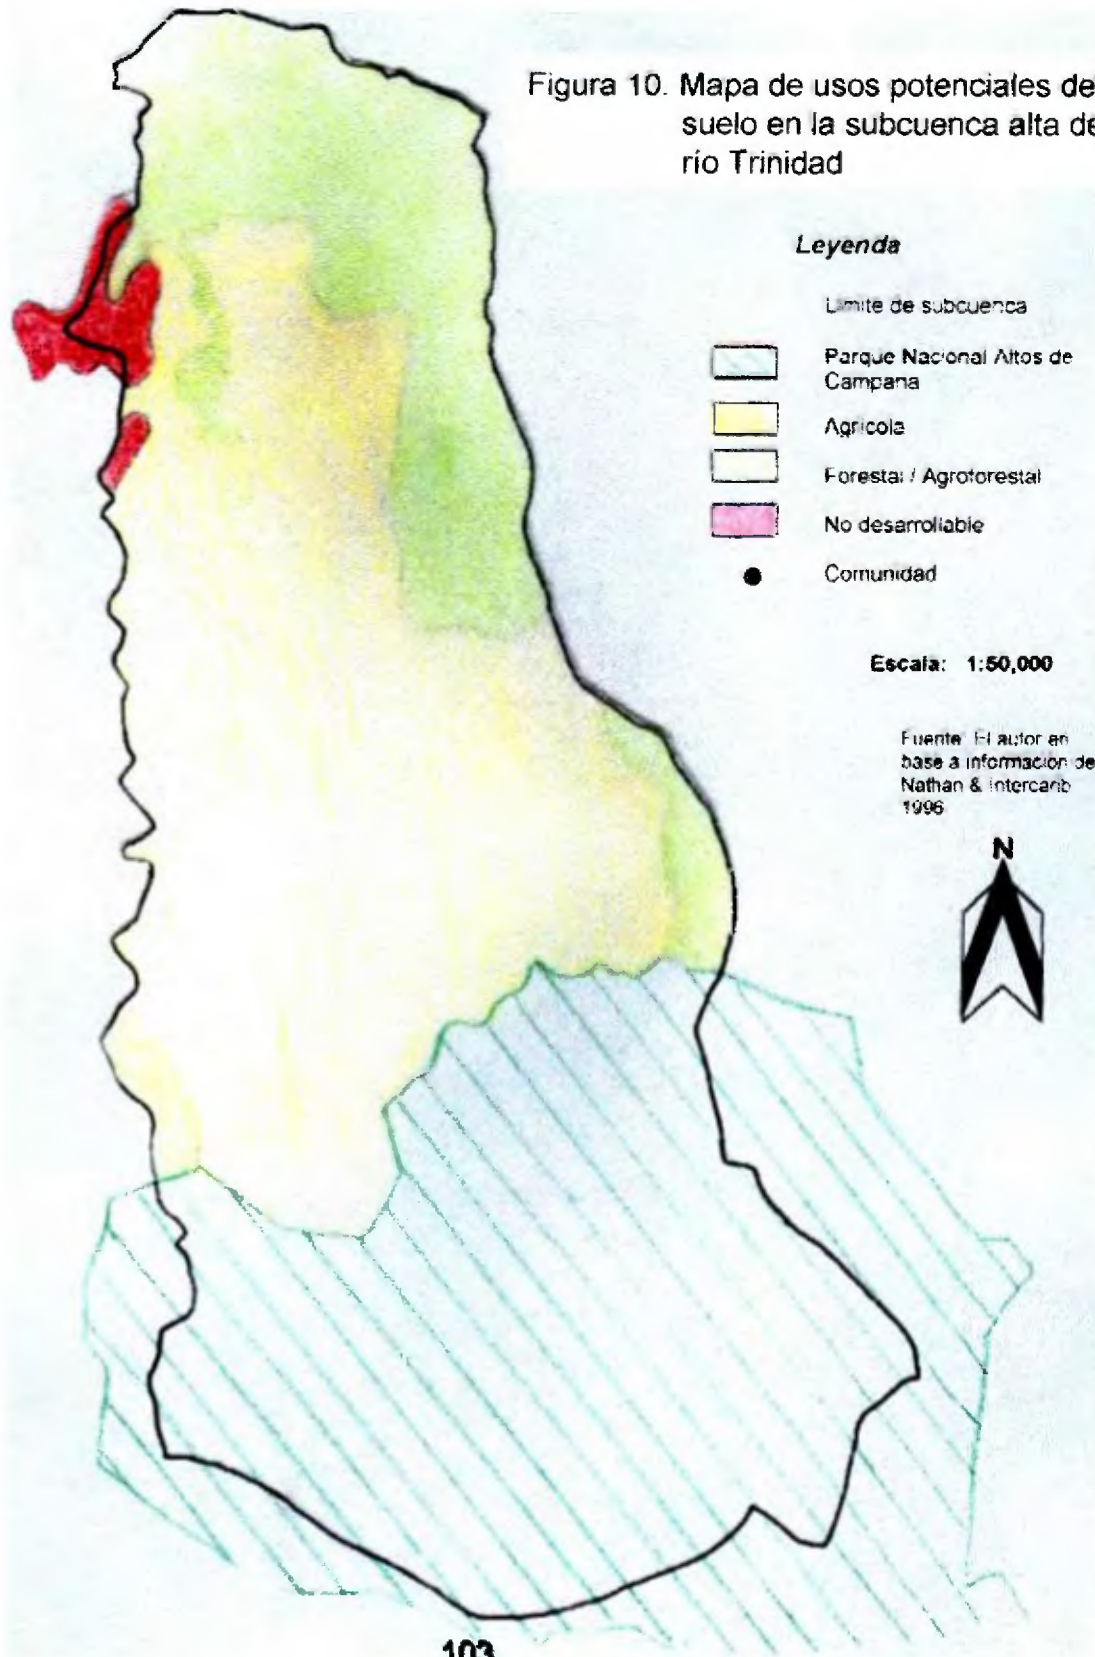 Figura 10. Mapa de usos potenciales de
suelo en la subcuenca alta de
río Trinidad
Leyenda
Límite de subcuenca
Parque Nacional Altos de
Campana
Agrícola
Forestal / Agroforestal
No desarrollable
Comunidad
Escala: 1:50,000
Fuente El autor en
base a información de
Nathan & Intercarib
1996
N
103